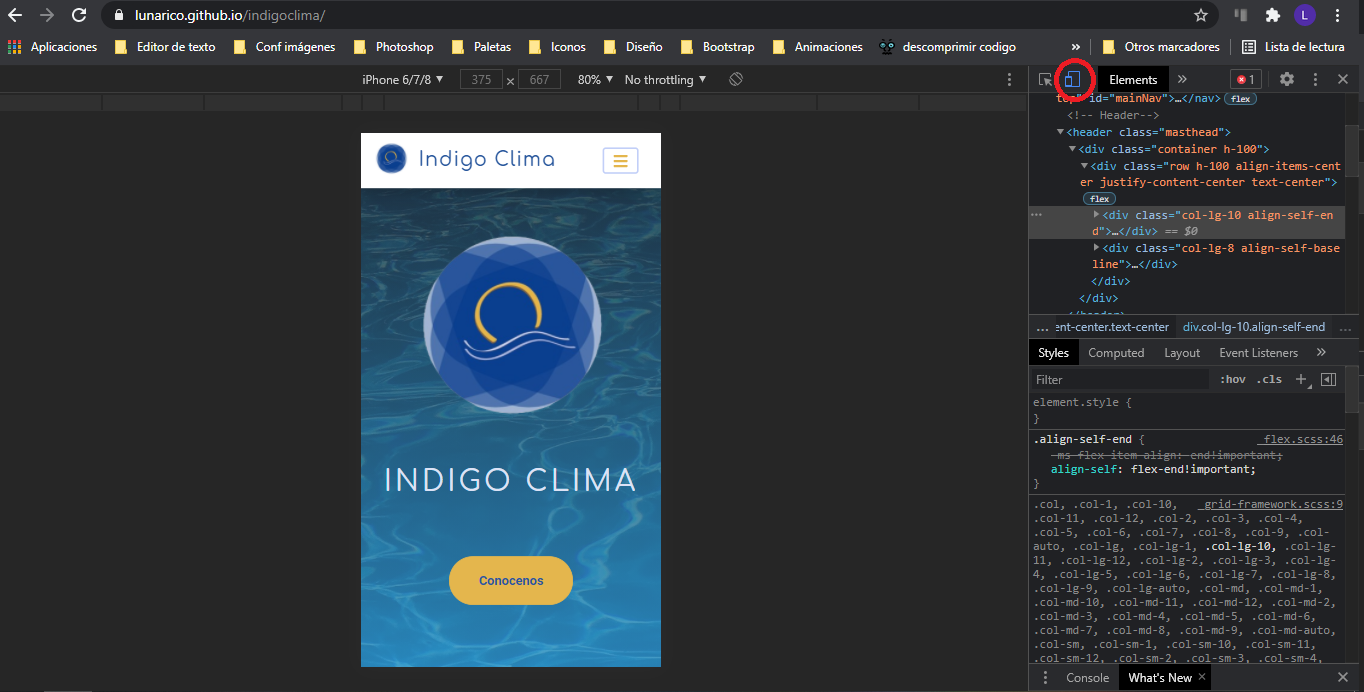 lunarico.github.io/indigoclima/
L
Aplicaciones
Editor de texto
Conf imágenes
Photoshop
Paletas
Iconos
Diseño
Bootstrap
Animaciones
descomprimir codigo
»
Otros marcadores
Lista de lectura
iPhone 6/7/8 ▼
375 × 667
80% ▼
No throttling ▼
Elements
»
1
Indigo Clima
INDIGO CLIMA
Conocenos
top" id="mainNav">…</nav> flex
<!-- Header-->
▼<header class="masthead">
▼<div class="container h-100">
▼<div class="row h-100 align-items-cent
er justify-content-center text-center">
flex
… ▶<div class="col-lg-10 align-self-en
d">…</div> == $0
▶<div class="col-lg-8 align-self-base
line">…</div>
</div>
</div>
</header>
… ent-center.text-center div.col-lg-10.align-self-end …
Styles Computed Layout Event Listeners »
Filter :hov .cls +
element.style {
}
.align-self-end { _flex.scss:46
-ms-flex-item-align: end!important;
align-self: flex-end!important;
}
.col, .col-1, .col-10, _grid-framework.scss:9
.col-11, .col-12, .col-2, .col-3, .col-4,
.col-5, .col-6, .col-7, .col-8, .col-9, .col-
auto, .col-lg, .col-lg-1, .col-lg-10, .col-lg-
11, .col-lg-12, .col-lg-2, .col-lg-3, .col-lg-
4, .col-lg-5, .col-lg-6, .col-lg-7, .col-lg-8,
.col-lg-9, .col-lg-auto, .col-md, .col-md-1,
.col-md-10, .col-md-11, .col-md-12, .col-md-2,
.col-md-3, .col-md-4, .col-md-5, .col-md-6,
.col-md-7, .col-md-8, .col-md-9, .col-md-auto,
.col-sm, .col-sm-1, .col-sm-10, .col-sm-11,
.col-sm-12, .col-sm-2, .col-sm-3, .col-sm-4,
Console What's New ×